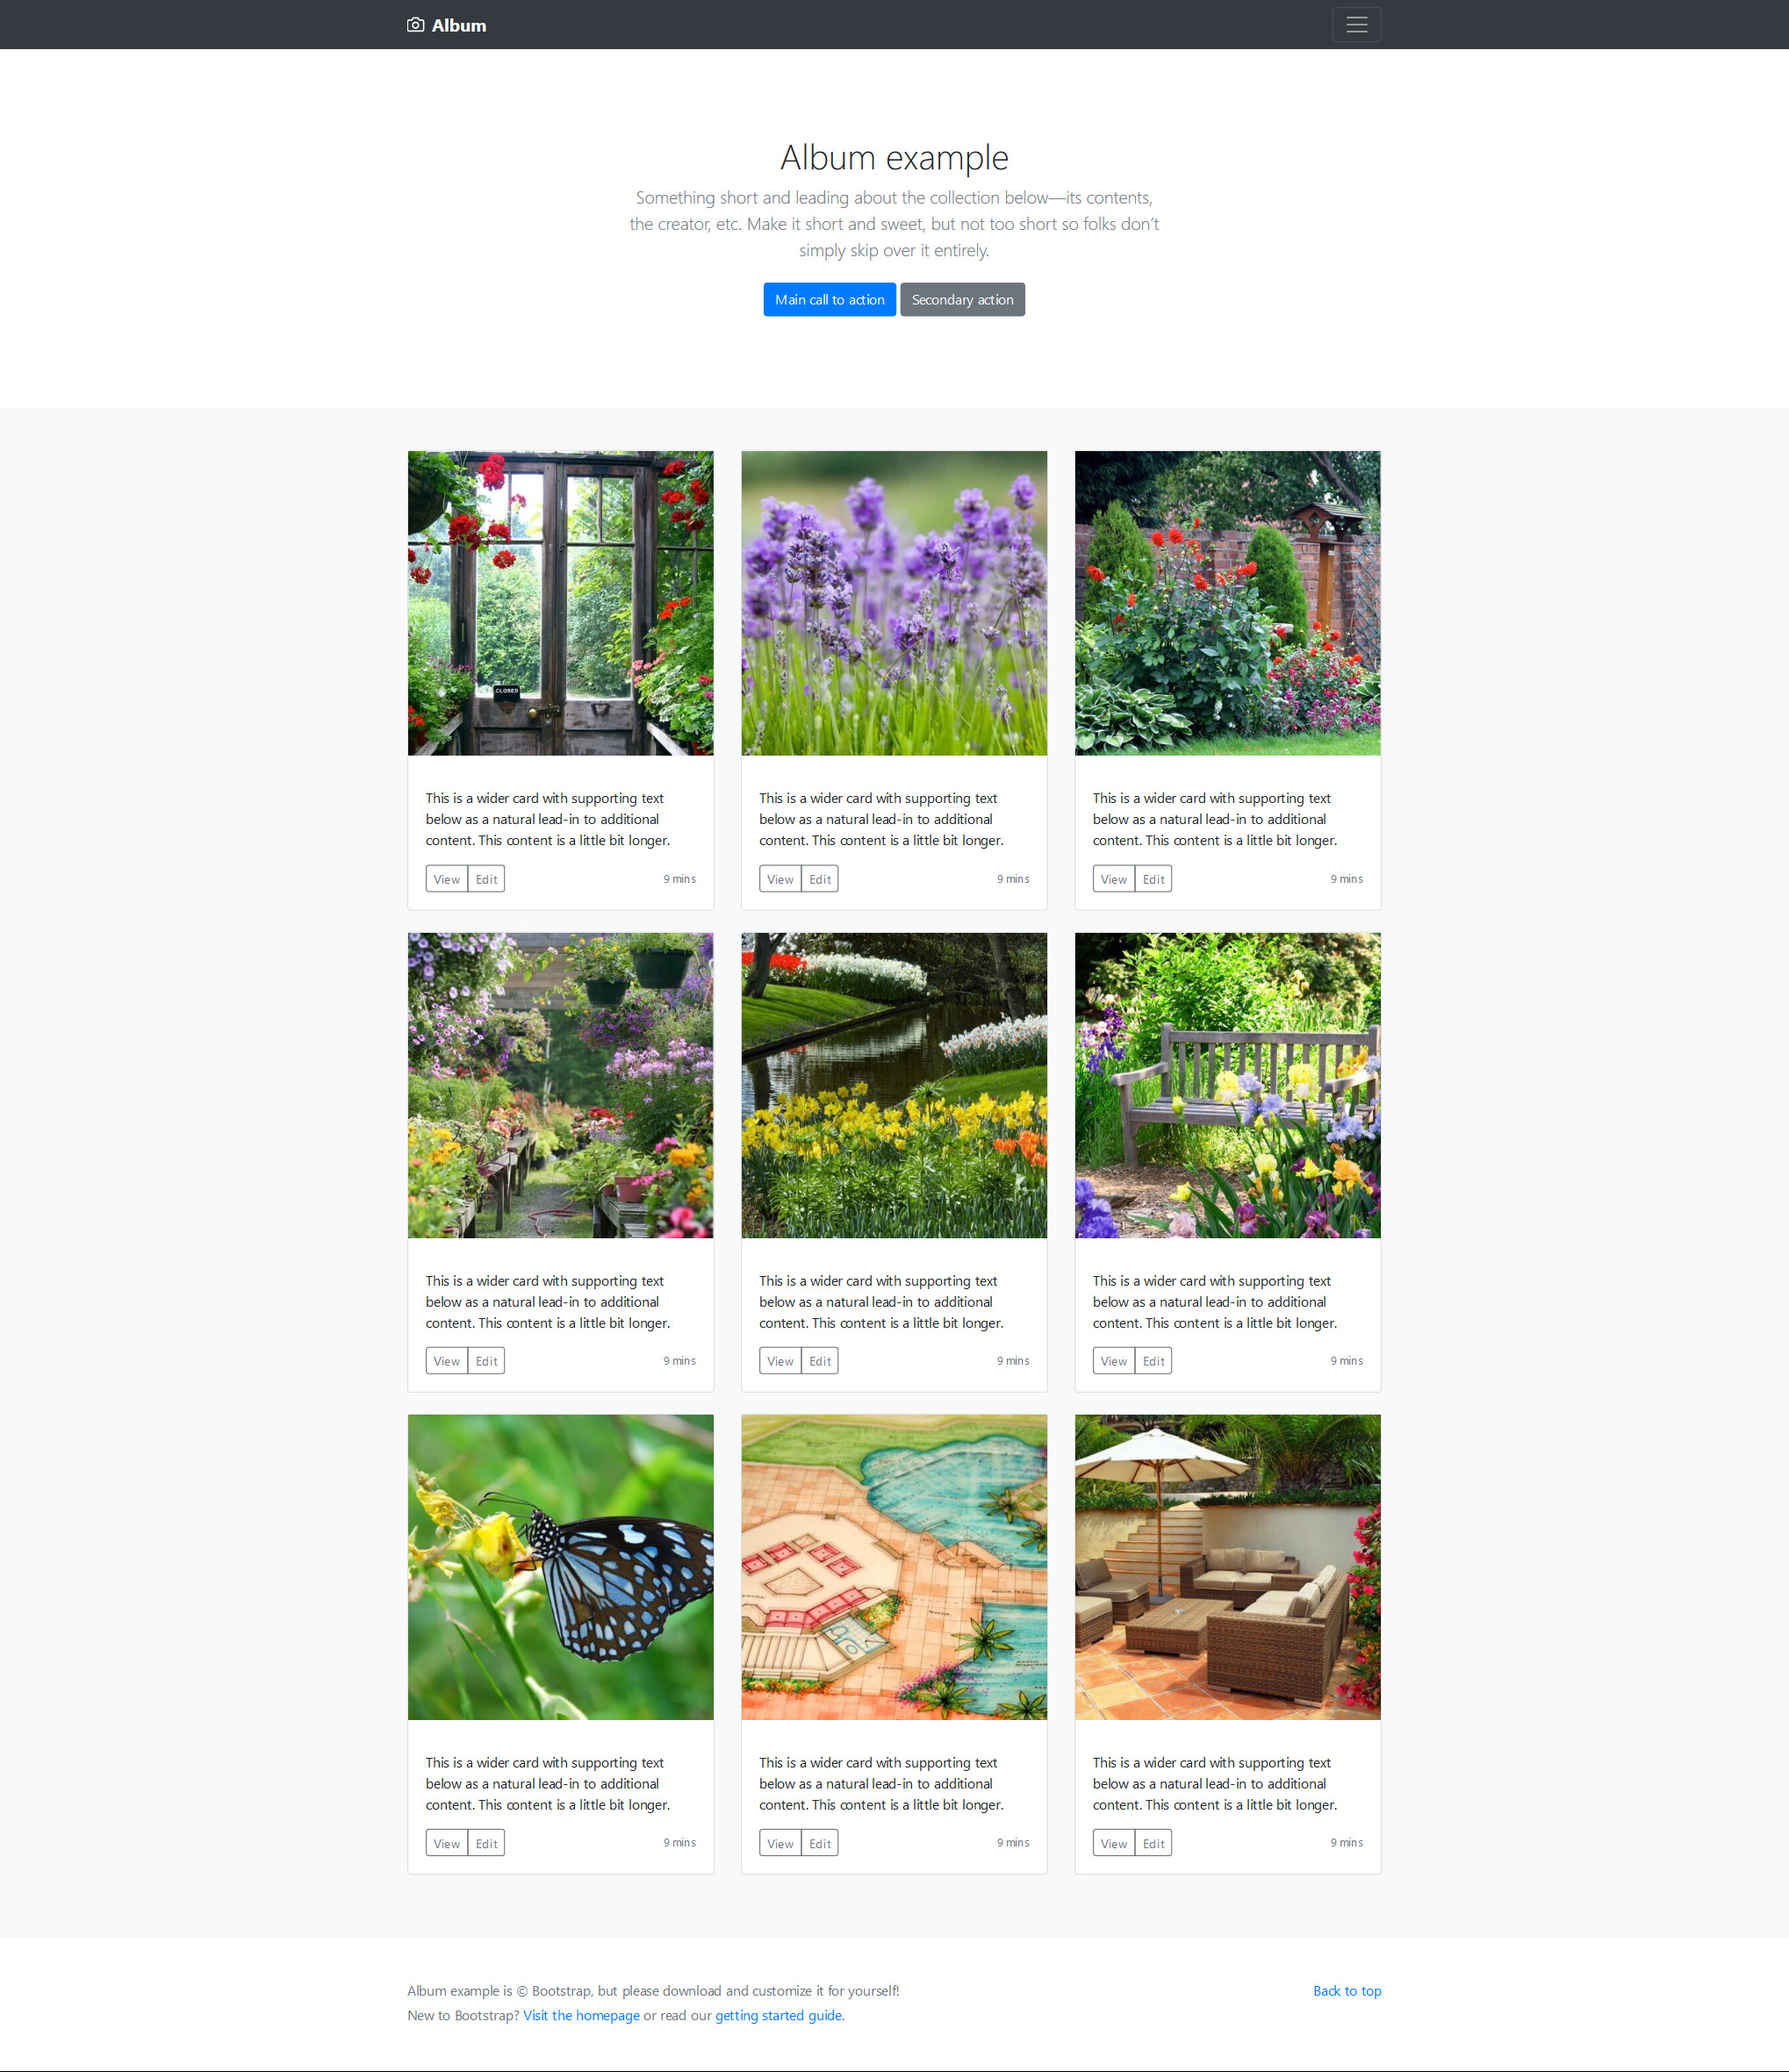 Album
Album example
Something short and leading about the collection below—its contents,
the creator, etc. Make it short and sweet, but not too short so folks don’t
simply skip over it entirely.
Main call to action Secondary action
CLOSED
This is a wider card with supporting text
below as a natural lead-in to additional
content. This content is a little bit longer.
View Edit 9 mins
This is a wider card with supporting text
below as a natural lead-in to additional
content. This content is a little bit longer.
View Edit 9 mins
This is a wider card with supporting text
below as a natural lead-in to additional
content. This content is a little bit longer.
View Edit 9 mins
This is a wider card with supporting text
below as a natural lead-in to additional
content. This content is a little bit longer.
View Edit 9 mins
This is a wider card with supporting text
below as a natural lead-in to additional
content. This content is a little bit longer.
View Edit 9 mins
This is a wider card with supporting text
below as a natural lead-in to additional
content. This content is a little bit longer.
View Edit 9 mins
This is a wider card with supporting text
below as a natural lead-in to additional
content. This content is a little bit longer.
View Edit 9 mins
This is a wider card with supporting text
below as a natural lead-in to additional
content. This content is a little bit longer.
View Edit 9 mins
This is a wider card with supporting text
below as a natural lead-in to additional
content. This content is a little bit longer.
View Edit 9 mins
Album example is © Bootstrap, but please download and customize it for yourself!
Back to top
New to Bootstrap? Visit the homepage or read our getting started guide.